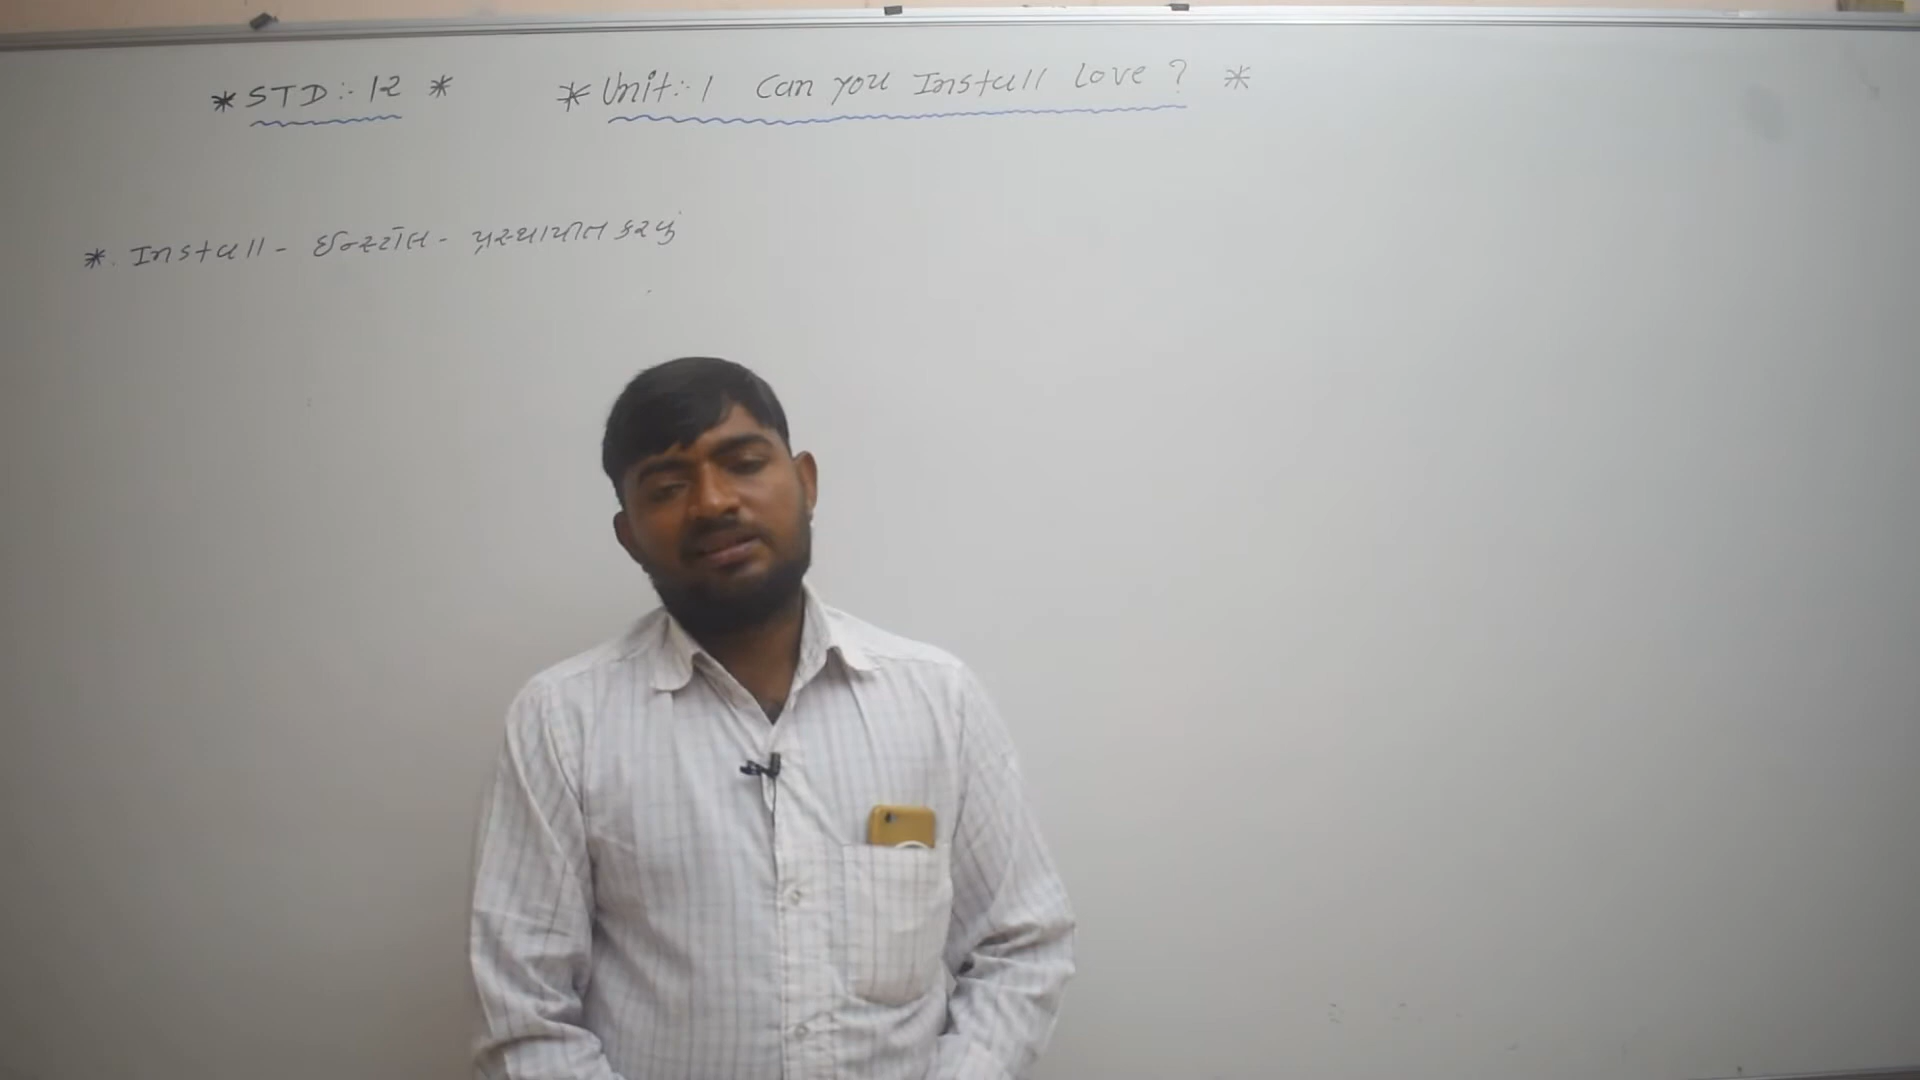 * STD :- 12 * * Unit :- 1 Can you Install Love ? *
* Install - ઈન્સ્ટોલ - પ્રસ્થાપીત કરવું